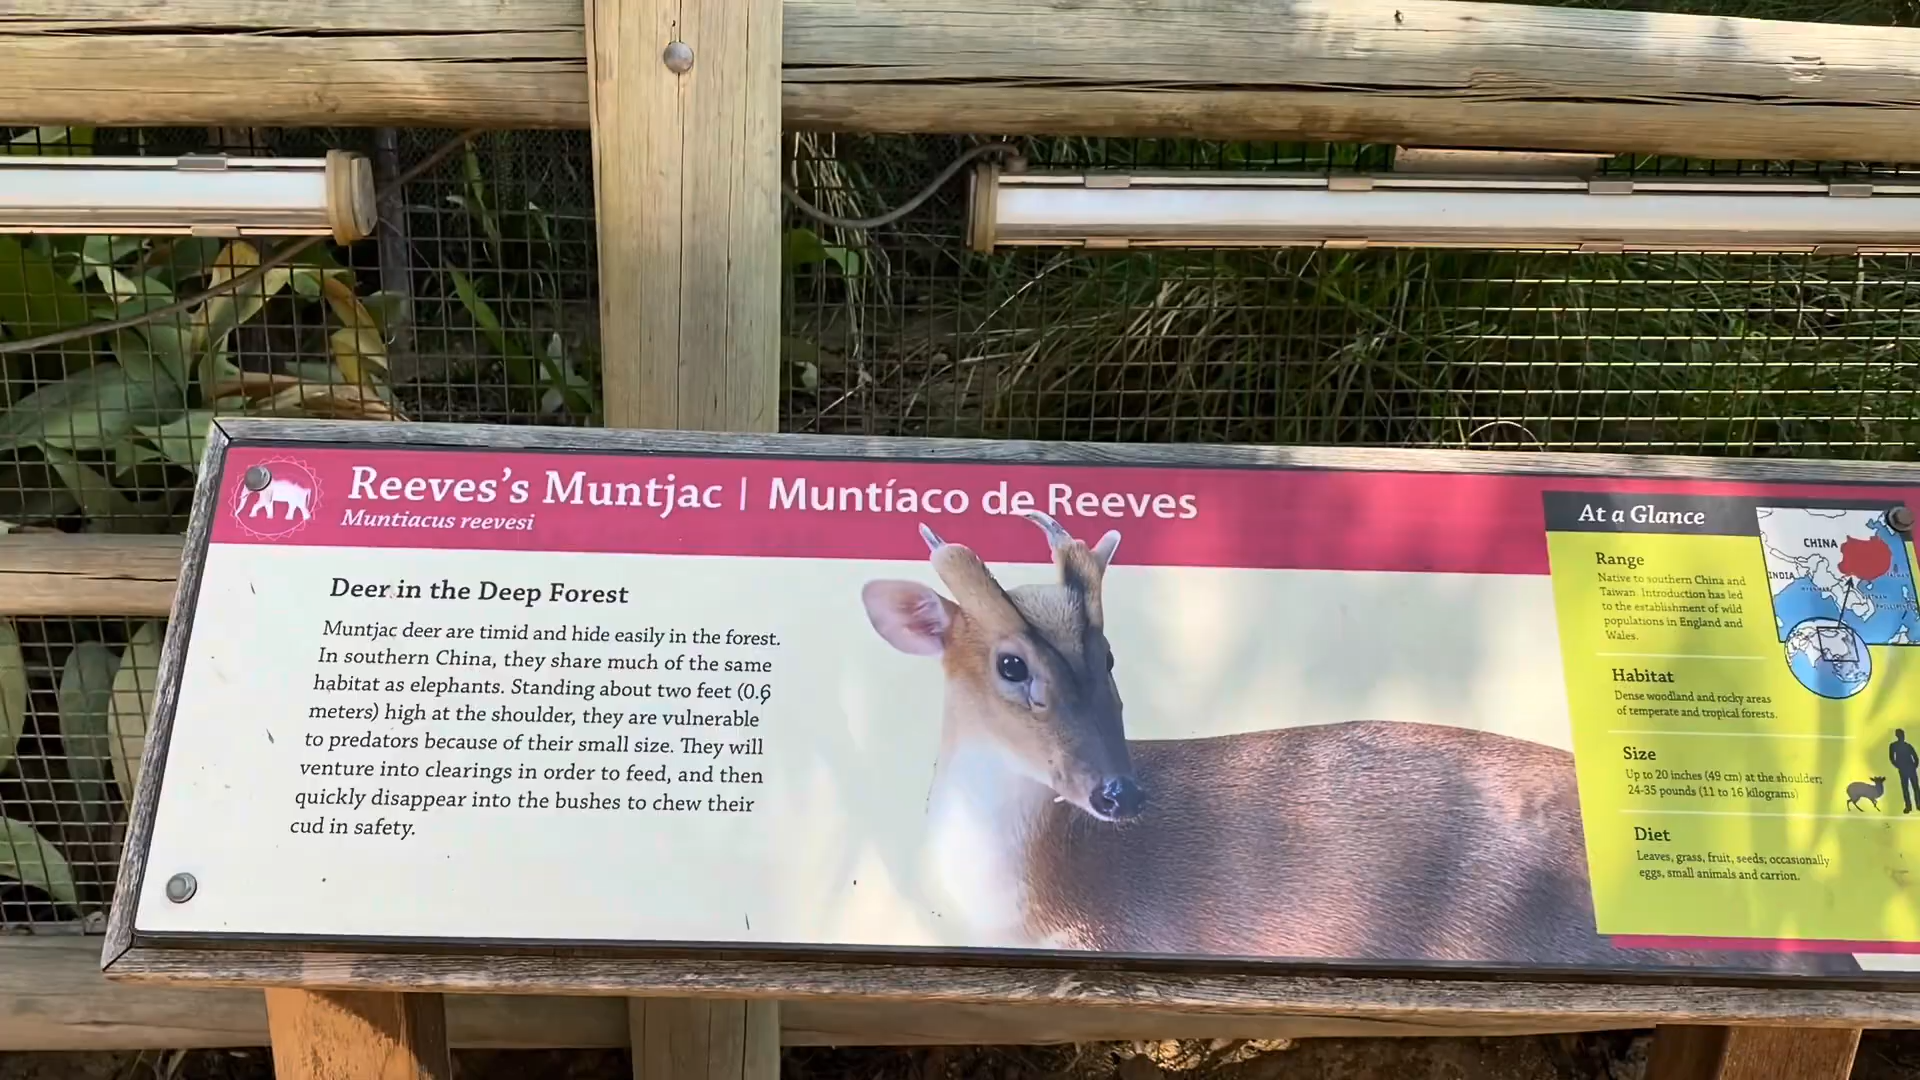 Reeves's Muntjac | Muntíaco de Reeves
Muntiacus reevesi
Deer in the Deep Forest
Muntjac deer are timid and hide easily in the forest.
In southern China, they share much of the same
habitat as elephants. Standing about two feet (0.6
meters) high at the shoulder, they are vulnerable
to predators because of their small size. They will
venture into clearings in order to feed, and then
quickly disappear into the bushes to chew their
cud in safety.
At a Glance
Range
Native to southern China and
Taiwan. Introduction has led
to the establishment of wild
populations in England and
Wales.
CHINA
INDIA
Habitat
Dense woodland and rocky areas
of temperate and tropical forests.
Size
Up to 20 inches (49 cm) at the shoulder;
24-35 pounds (11 to 16 kilograms)
Diet
Leaves, grass, fruit, seeds; occasionally
eggs, small animals and carrion.